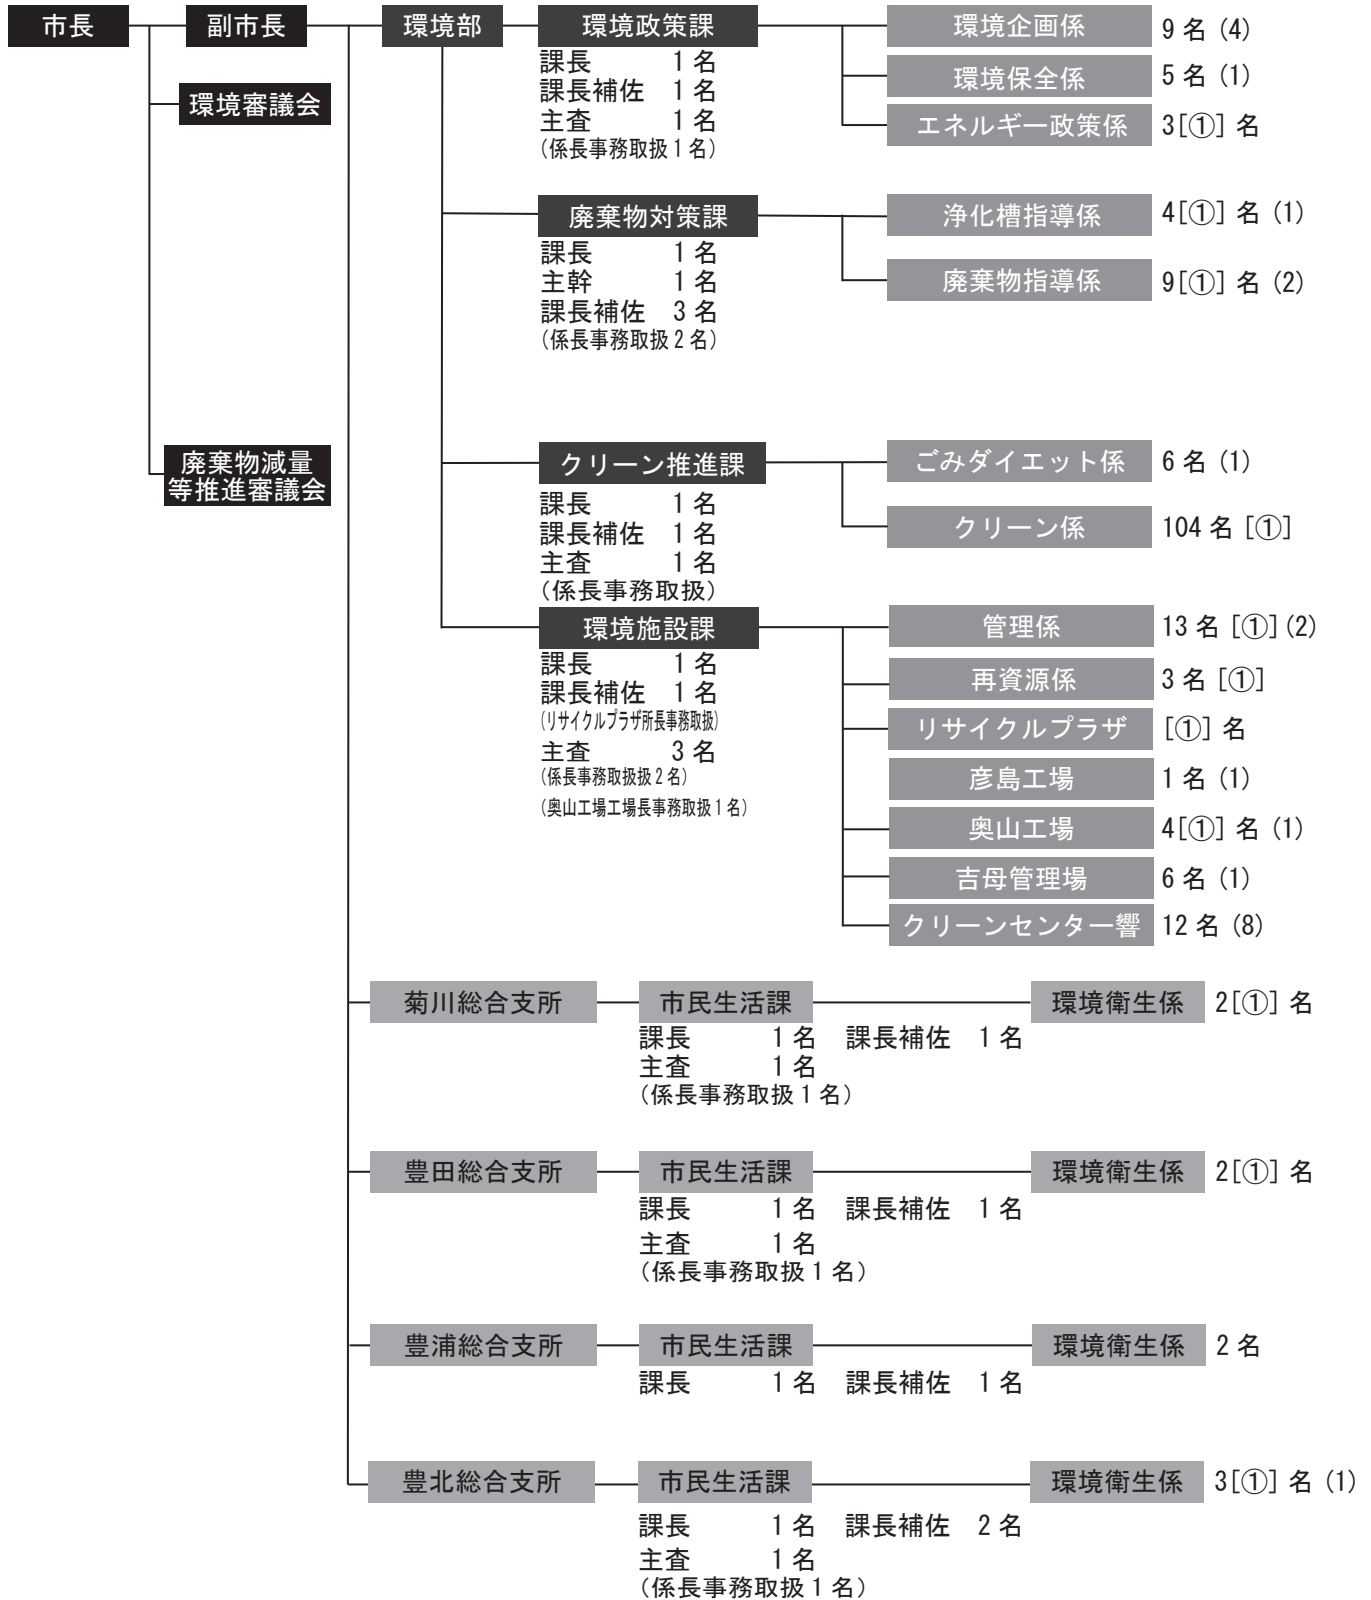 市長
副市長
環境部
環境政策課
環境企画係
9名(4)
課長 1名
環境保全係
5名(1)
課長補佐 1名
環境審議会
主査 1名
エネルギー政策係
3[①]名
(係長事務取扱1名)
廃棄物対策課
浄化槽指導係
4[①]名(1)
課長 1名
主幹 1名
廃棄物指導係
9[①]名(2)
課長補佐 3名
(係長事務取扱2名)
廃棄物減量
等推進審議会
クリーン推進課
ごみダイエット係
6名(1)
課長 1名
課長補佐 1名
クリーン係
104名[①]
主査 1名
(係長事務取扱)
環境施設課
管理係
13名[①](2)
課長 1名
課長補佐 1名
再資源係
3名[①]
(リサイクルプラザ所長事務取扱)
リサイクルプラザ
[①]名
主査 3名
(係長事務取扱扱2名)
彦島工場
1名(1)
(奥山工場工場長事務取扱1名)
奥山工場
4[①]名(1)
吉母管理場
6名(1)
クリーンセンター響
12名(8)
菊川総合支所
市民生活課
環境衛生係
2[①]名
課長 1名 課長補佐 1名
主査 1名
(係長事務取扱1名)
豊田総合支所
市民生活課
環境衛生係
2[①]名
課長 1名 課長補佐 1名
主査 1名
(係長事務取扱1名)
豊浦総合支所
市民生活課
環境衛生係
2名
課長 1名 課長補佐 1名
豊北総合支所
市民生活課
環境衛生係
3[①]名(1)
課長 1名 課長補佐 2名
主査 1名
(係長事務取扱1名)